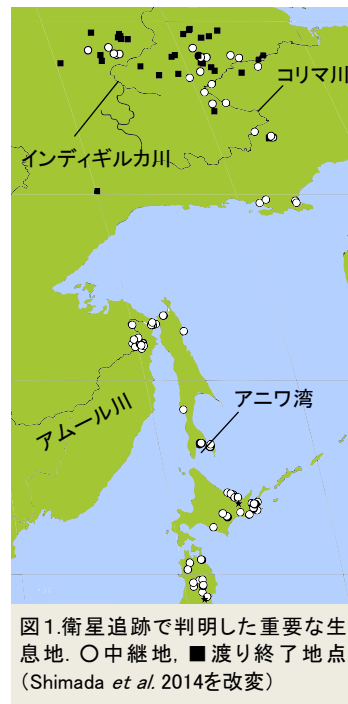 コリマ川
インディギルカ川
アニワ湾
アムール川
図1.衛星追跡で判明した重要な生
息地. ○中継地, ■渡り終了地点
(Shimada et al. 2014を改変)